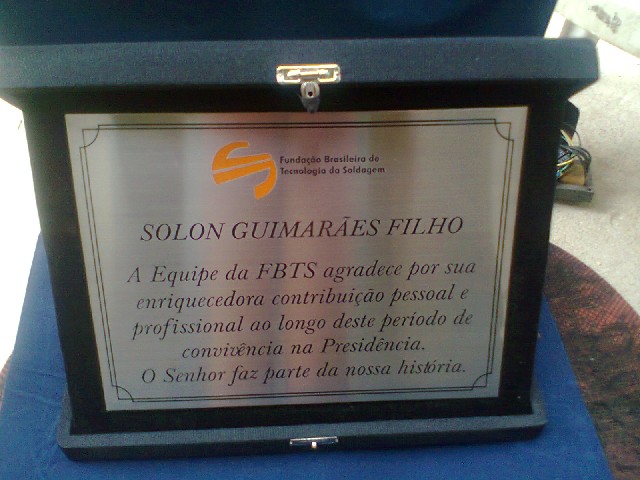 Fundação Brasileira de
Tecnologia da Soldagem
SOLON GUIMARÃES FILHO
A Equipe da FBTS agradece por sua
enriquecedora contribuição pessoal e
profissional ao longo deste período de
convivência na Presidência.
O Senhor faz parte da nossa história.